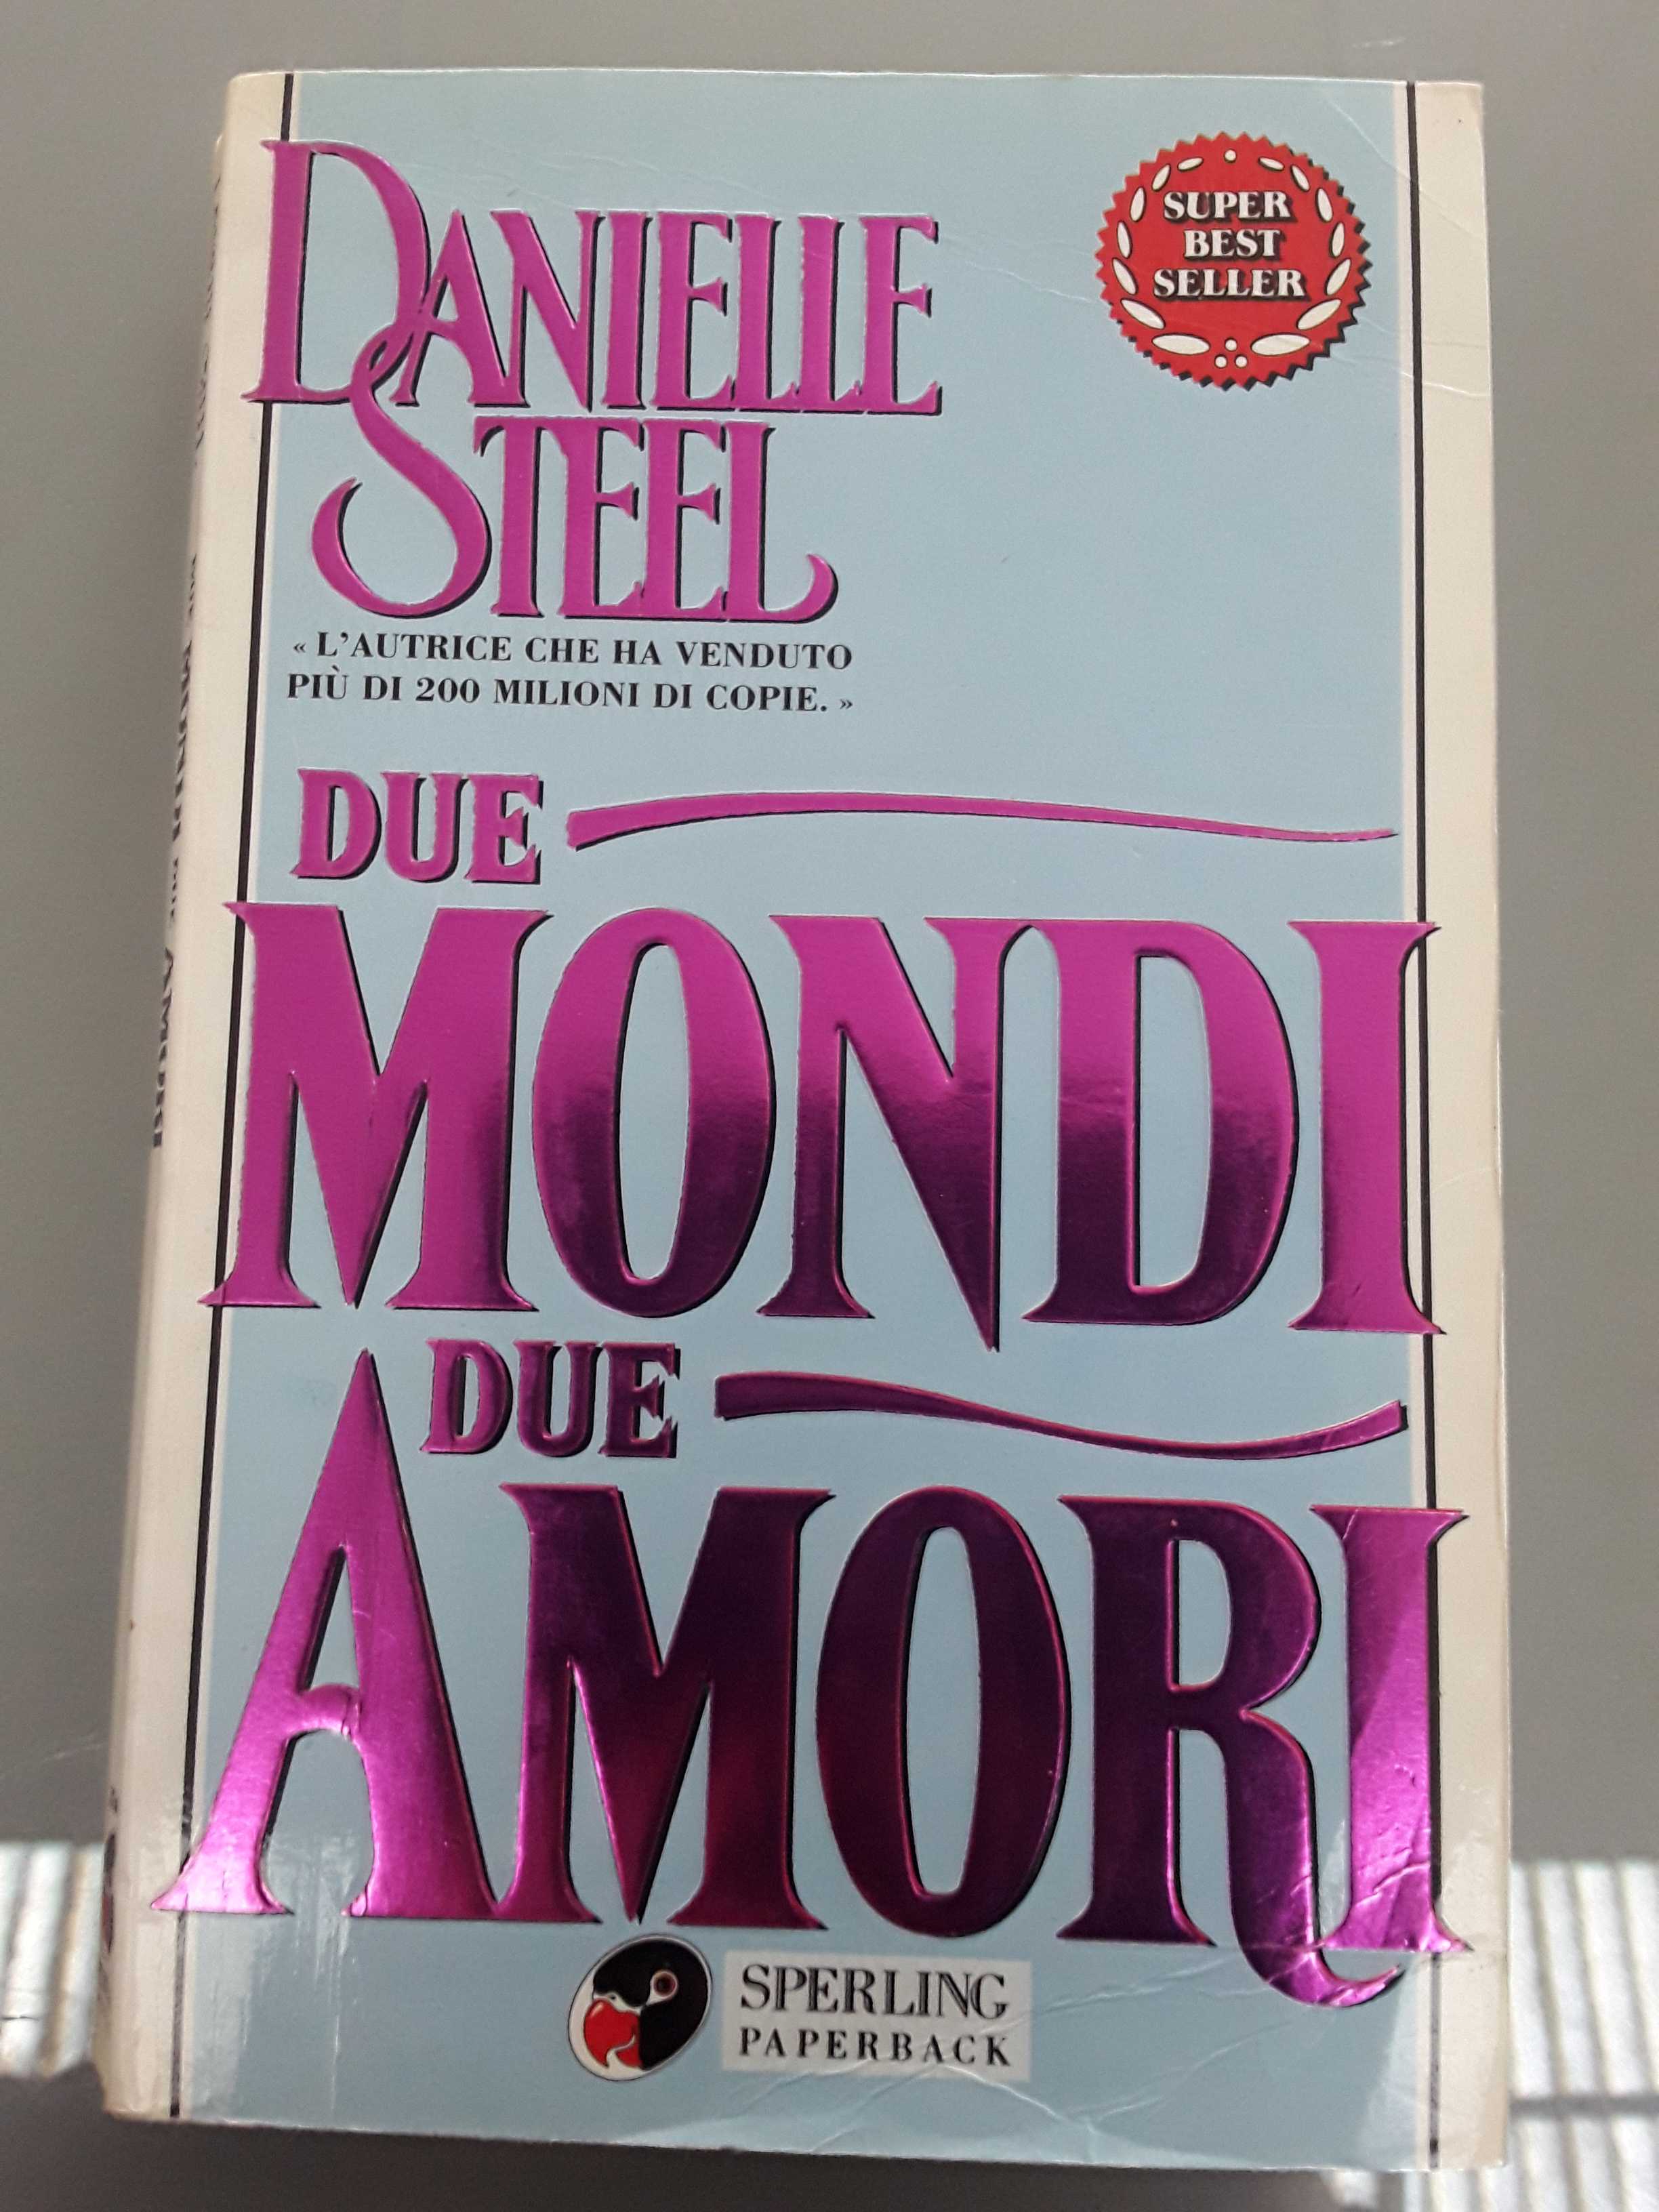 DANIELLE
STEEL
SUPER
BEST
SELLER
« L'AUTRICE CHE HA VENDUTO
PIÙ DI 200 MILIONI DI COPIE. »
DUE
MONDI
DUE
AMORI
SPERLING
PAPERBACK